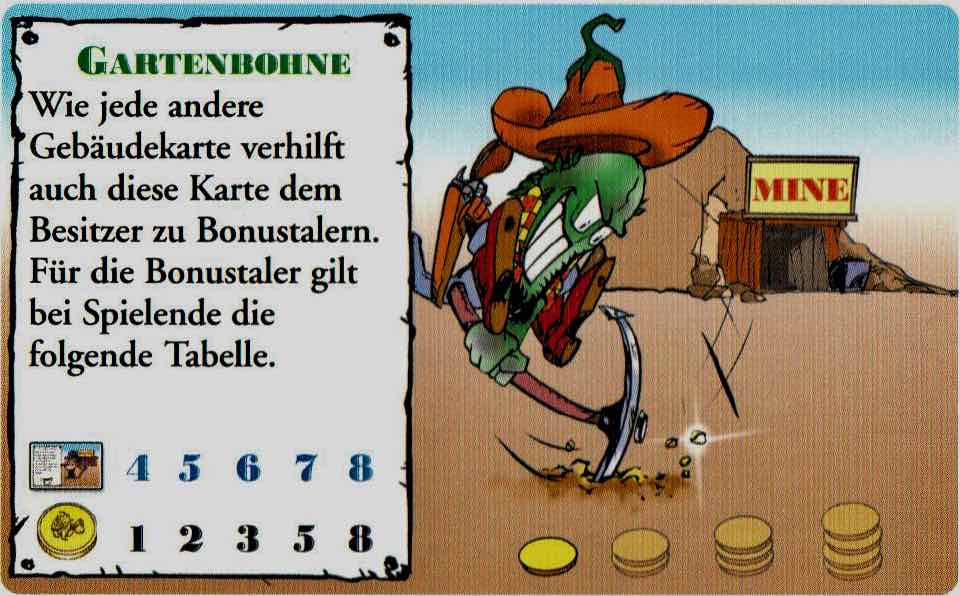 GARTENBOHNE
Wie jede andere
Gebäudekarte verhilft
auch diese Karte dem
Besitzer zu Bonustalern.
Für die Bonustaler gilt
bei Spielende die
folgende Tabelle.
4 5 6 7 8
1 2 3 5 8
MINE